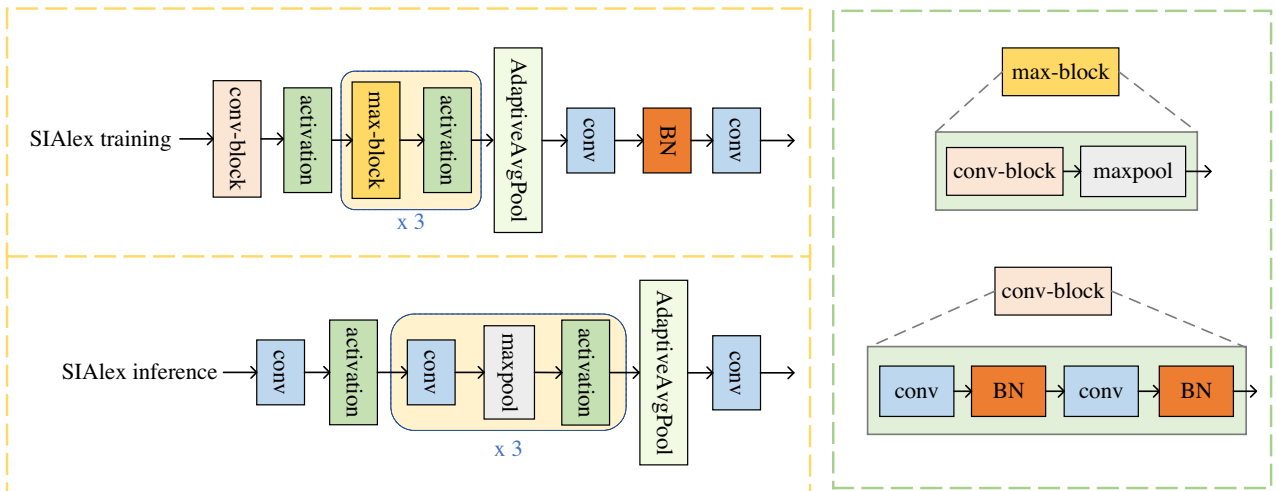 SIAlex training
conv-block
activation
max-block
activation
x 3
AdaptiveAvgPool
conv
BN
conv
SIAlex inference
conv
activation
conv
maxpool
activation
x 3
AdaptiveAvgPool
conv
max-block
conv-block
maxpool
conv-block
conv
BN
conv
BN